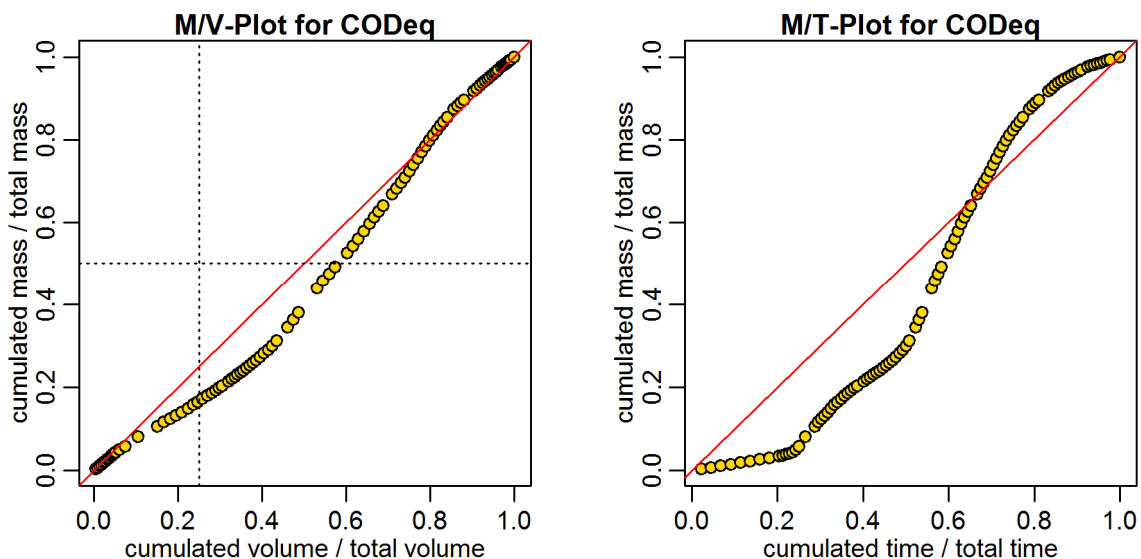 M/V-Plot for CODeq
cumulated mass / total mass
1.0
0.8
0.6
0.4
0.2
0.0
0.0 0.2 0.4 0.6 0.8 1.0
cumulated volume / total volume
M/T-Plot for CODeq
cumulated mass / total mass
1.0
0.8
0.6
0.4
0.2
0.0
0.0 0.2 0.4 0.6 0.8 1.0
cumulated time / total time